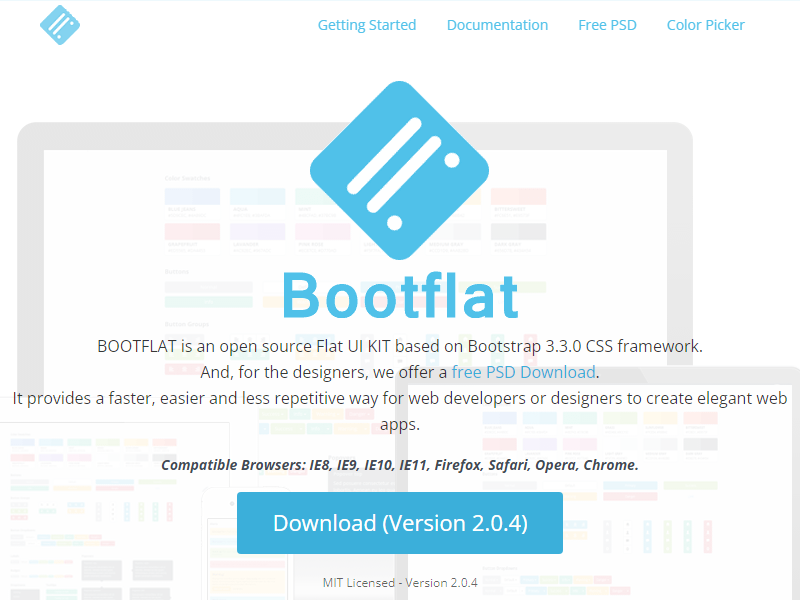 Getting Started Documentation Free PSD Color Picker
Bootflat
BOOTFLAT is an open source Flat UI KIT based on Bootstrap 3.3.0 CSS framework.
And, for the designers, we offer a free PSD Download.
It provides a faster, easier and less repetitive way for web developers or designers to create elegant web
apps.
Compatible Browsers: IE8, IE9, IE10, IE11, Firefox, Safari, Opera, Chrome.
Download (Version 2.0.4)
MIT Licensed - Version 2.0.4